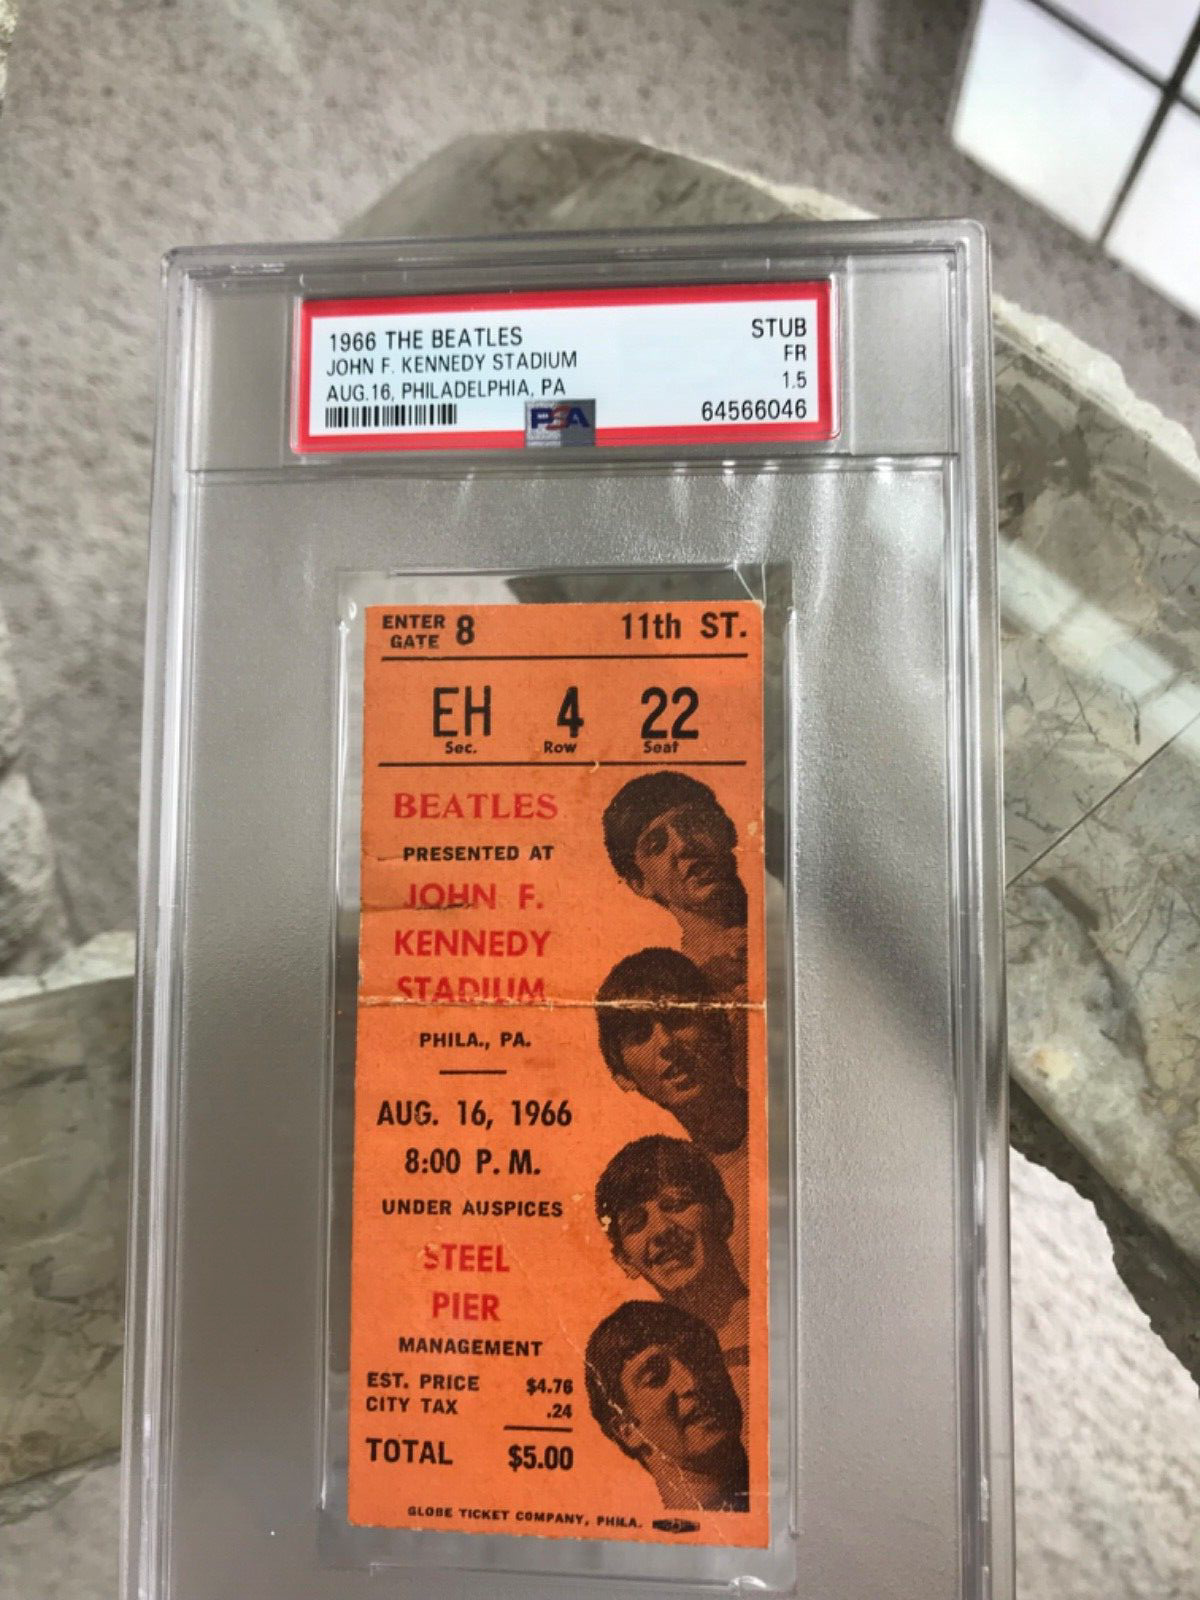 1966 THE BEATLES STUB
JOHN F. KENNEDY STADIUM FR
AUG.16, PHILADELPHIA, PA 1.5
PSA 64566046
ENTER GATE 8 11th ST.
EH 4 22
Sec. Row Seat
BEATLES
PRESENTED AT
JOHN F.
KENNEDY
STADIUM
PHILA., PA.
AUG. 16, 1966
8:00 P. M.
UNDER AUSPICES
STEEL
PIER
MANAGEMENT
EST. PRICE $4.76
CITY TAX .24
TOTAL $5.00
GLOBE TICKET COMPANY, PHILA.